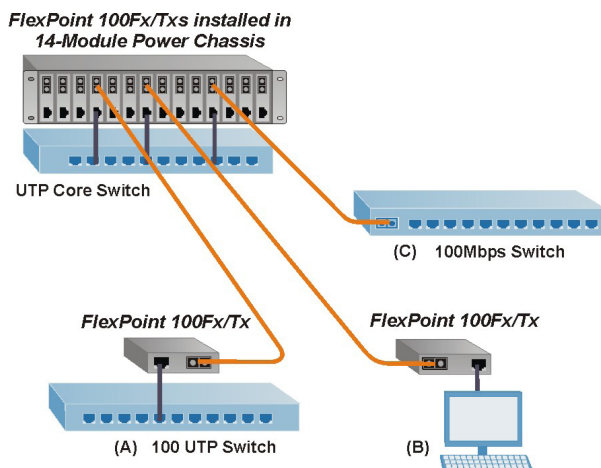 FlexPoint 100Fx/Txs installed in
14-Module Power Chassis
UTP Core Switch
(C) 100Mbps Switch
FlexPoint 100Fx/Tx
FlexPoint 100Fx/Tx
(A) 100 UTP Switch
(B)